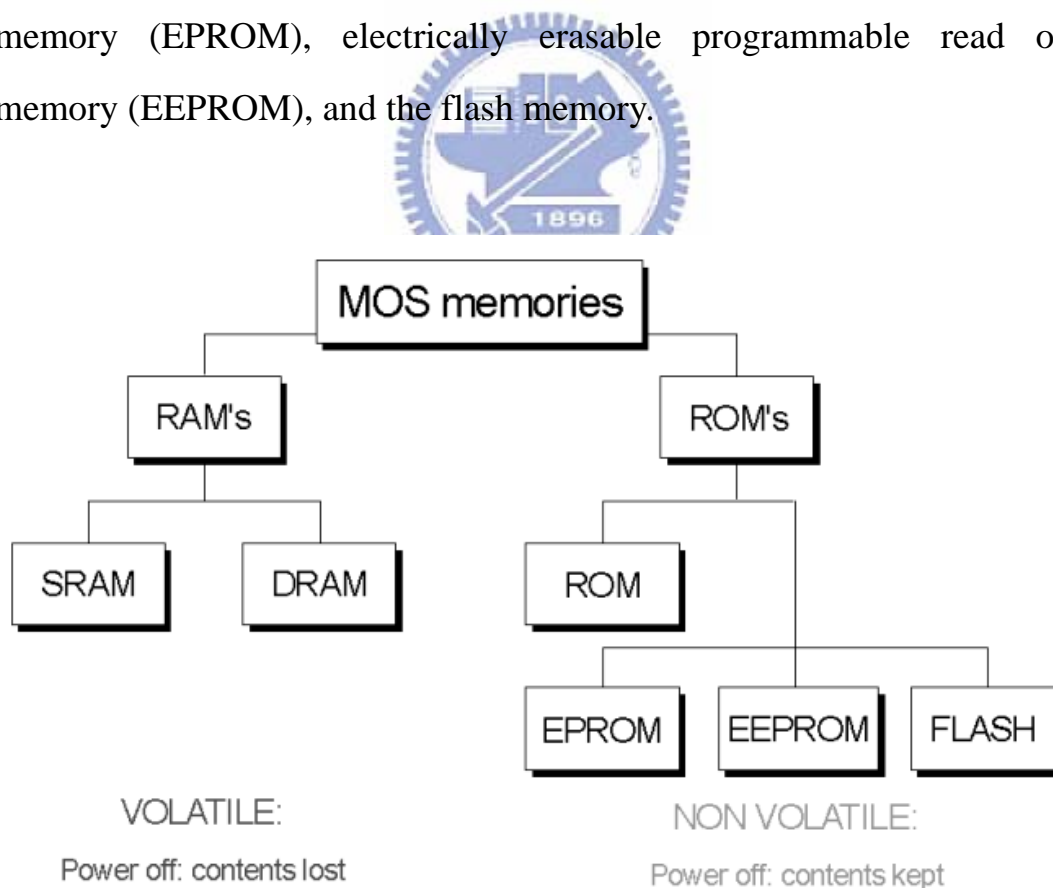 memory (EPROM), electrically erasable programmable read o
memory (EEPROM), and the flash memory.
1896
MOS memories
RAM's ROM's
SRAM DRAM ROM
EPROM EEPROM FLASH
VOLATILE: NON VOLATILE:
Power off: contents lost Power off: contents kept